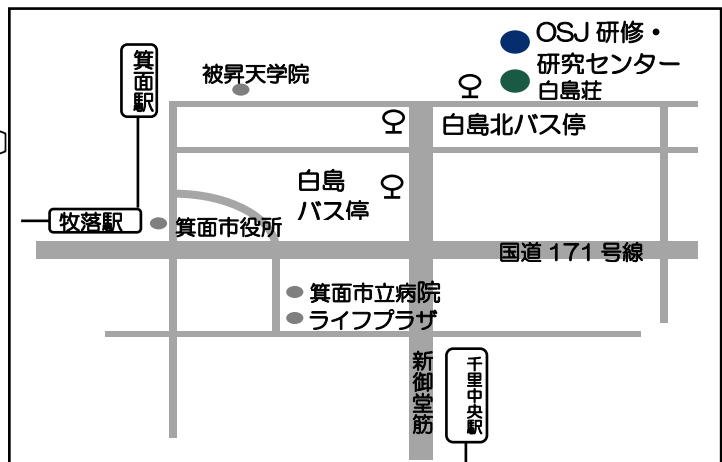 OSJ 研修・
研究センター
白島荘
箕面駅
被昇天学院
白島北バス停
白島
バス停
牧落駅
箕面市役所
国道 171 号線
箕面市立病院
ライフプラザ
新御堂筋
千里中央駅